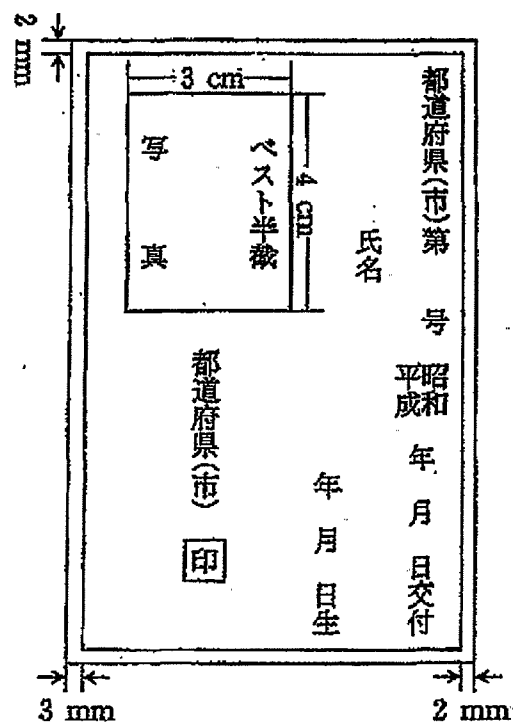 都道府県(市)第　号
昭和
平成　年　月　日交付
氏名
年　月　日生
ベスト半截
写真
3 cm
4 cm
都道府県(市)　印
2 mm
3 mm
2 mm